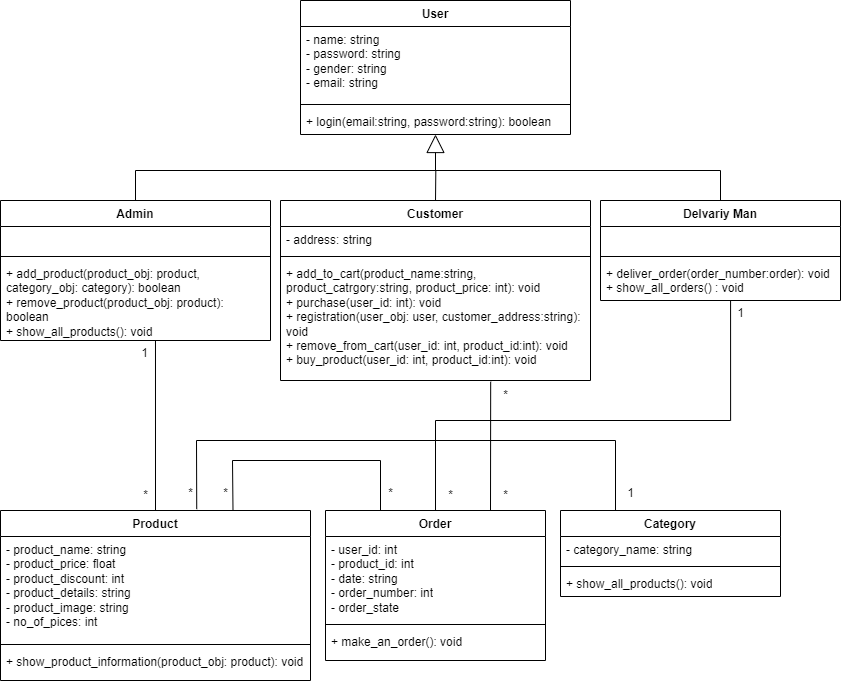 User
- name: string
- password: string
- gender: string
- email: string
+ login(email:string, password:string): boolean
Admin
+ add_product(product_obj: product,
category_obj: category): boolean
+ remove_product(product_obj: product):
boolean
+ show_all_products(): void
Customer
- address: string
+ add_to_cart(product_name:string,
product_catrgory:string, product_price: int): void
+ purchase(user_id: int): void
+ registration(user_obj: user, customer_address:string):
void
+ remove_from_cart(user_id: int, product_id:int): void
+ buy_product(user_id: int, product_id:int): void
Delvariy Man
+ deliver_order(order_number:order): void
+ show_all_orders() : void
1
1
*
*
*
*
*
*
*
1
Product
- product_name: string
- product_price: float
- product_discount: int
- product_details: string
- product_image: string
- no_of_pices: int
+ show_product_information(product_obj: product): void
Order
- user_id: int
- product_id: int
- date: string
- order_number: int
- order_state
+ make_an_order(): void
Category
- category_name: string
+ show_all_products(): void